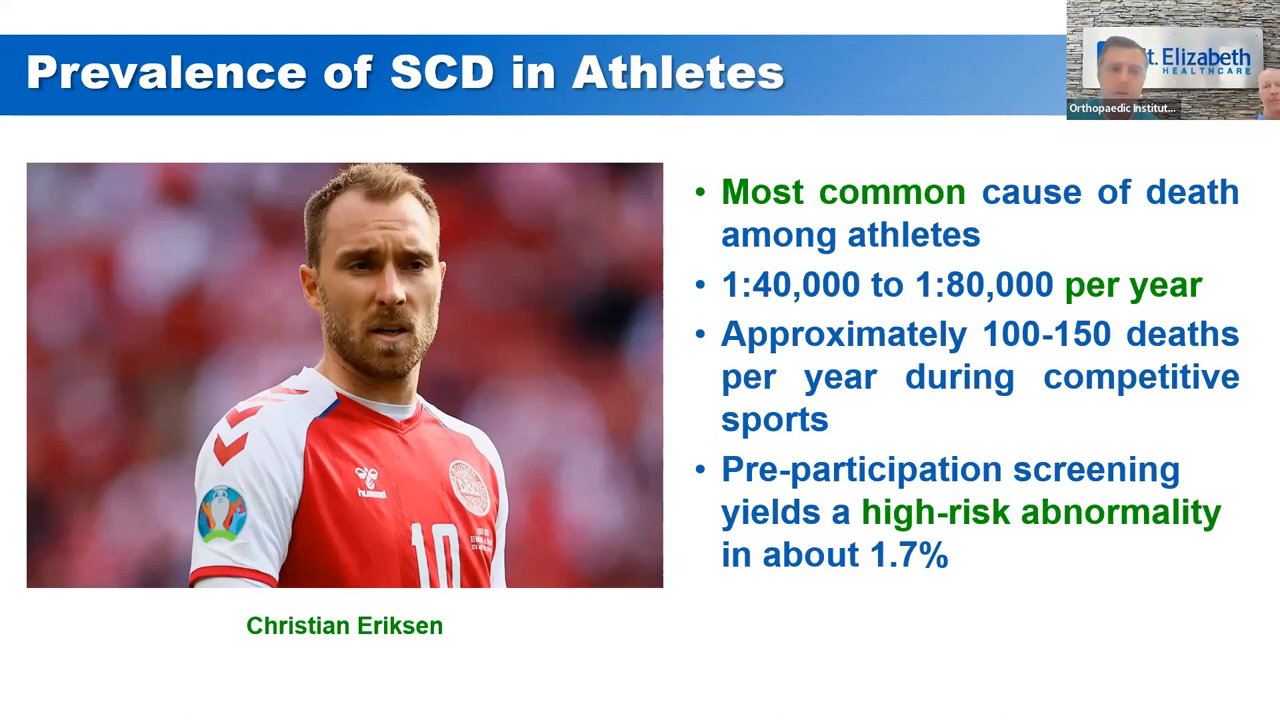 Prevalence of SCD in Athletes
t. Elizabeth
HEALTHCARE
Orthopaedic Institut...
• Most common cause of death
among athletes
• 1:40,000 to 1:80,000 per year
• Approximately 100-150 deaths
per year during competitive
sports
• Pre-participation screening
yields a high-risk abnormality
in about 1.7%
hummel
10
Christian Eriksen